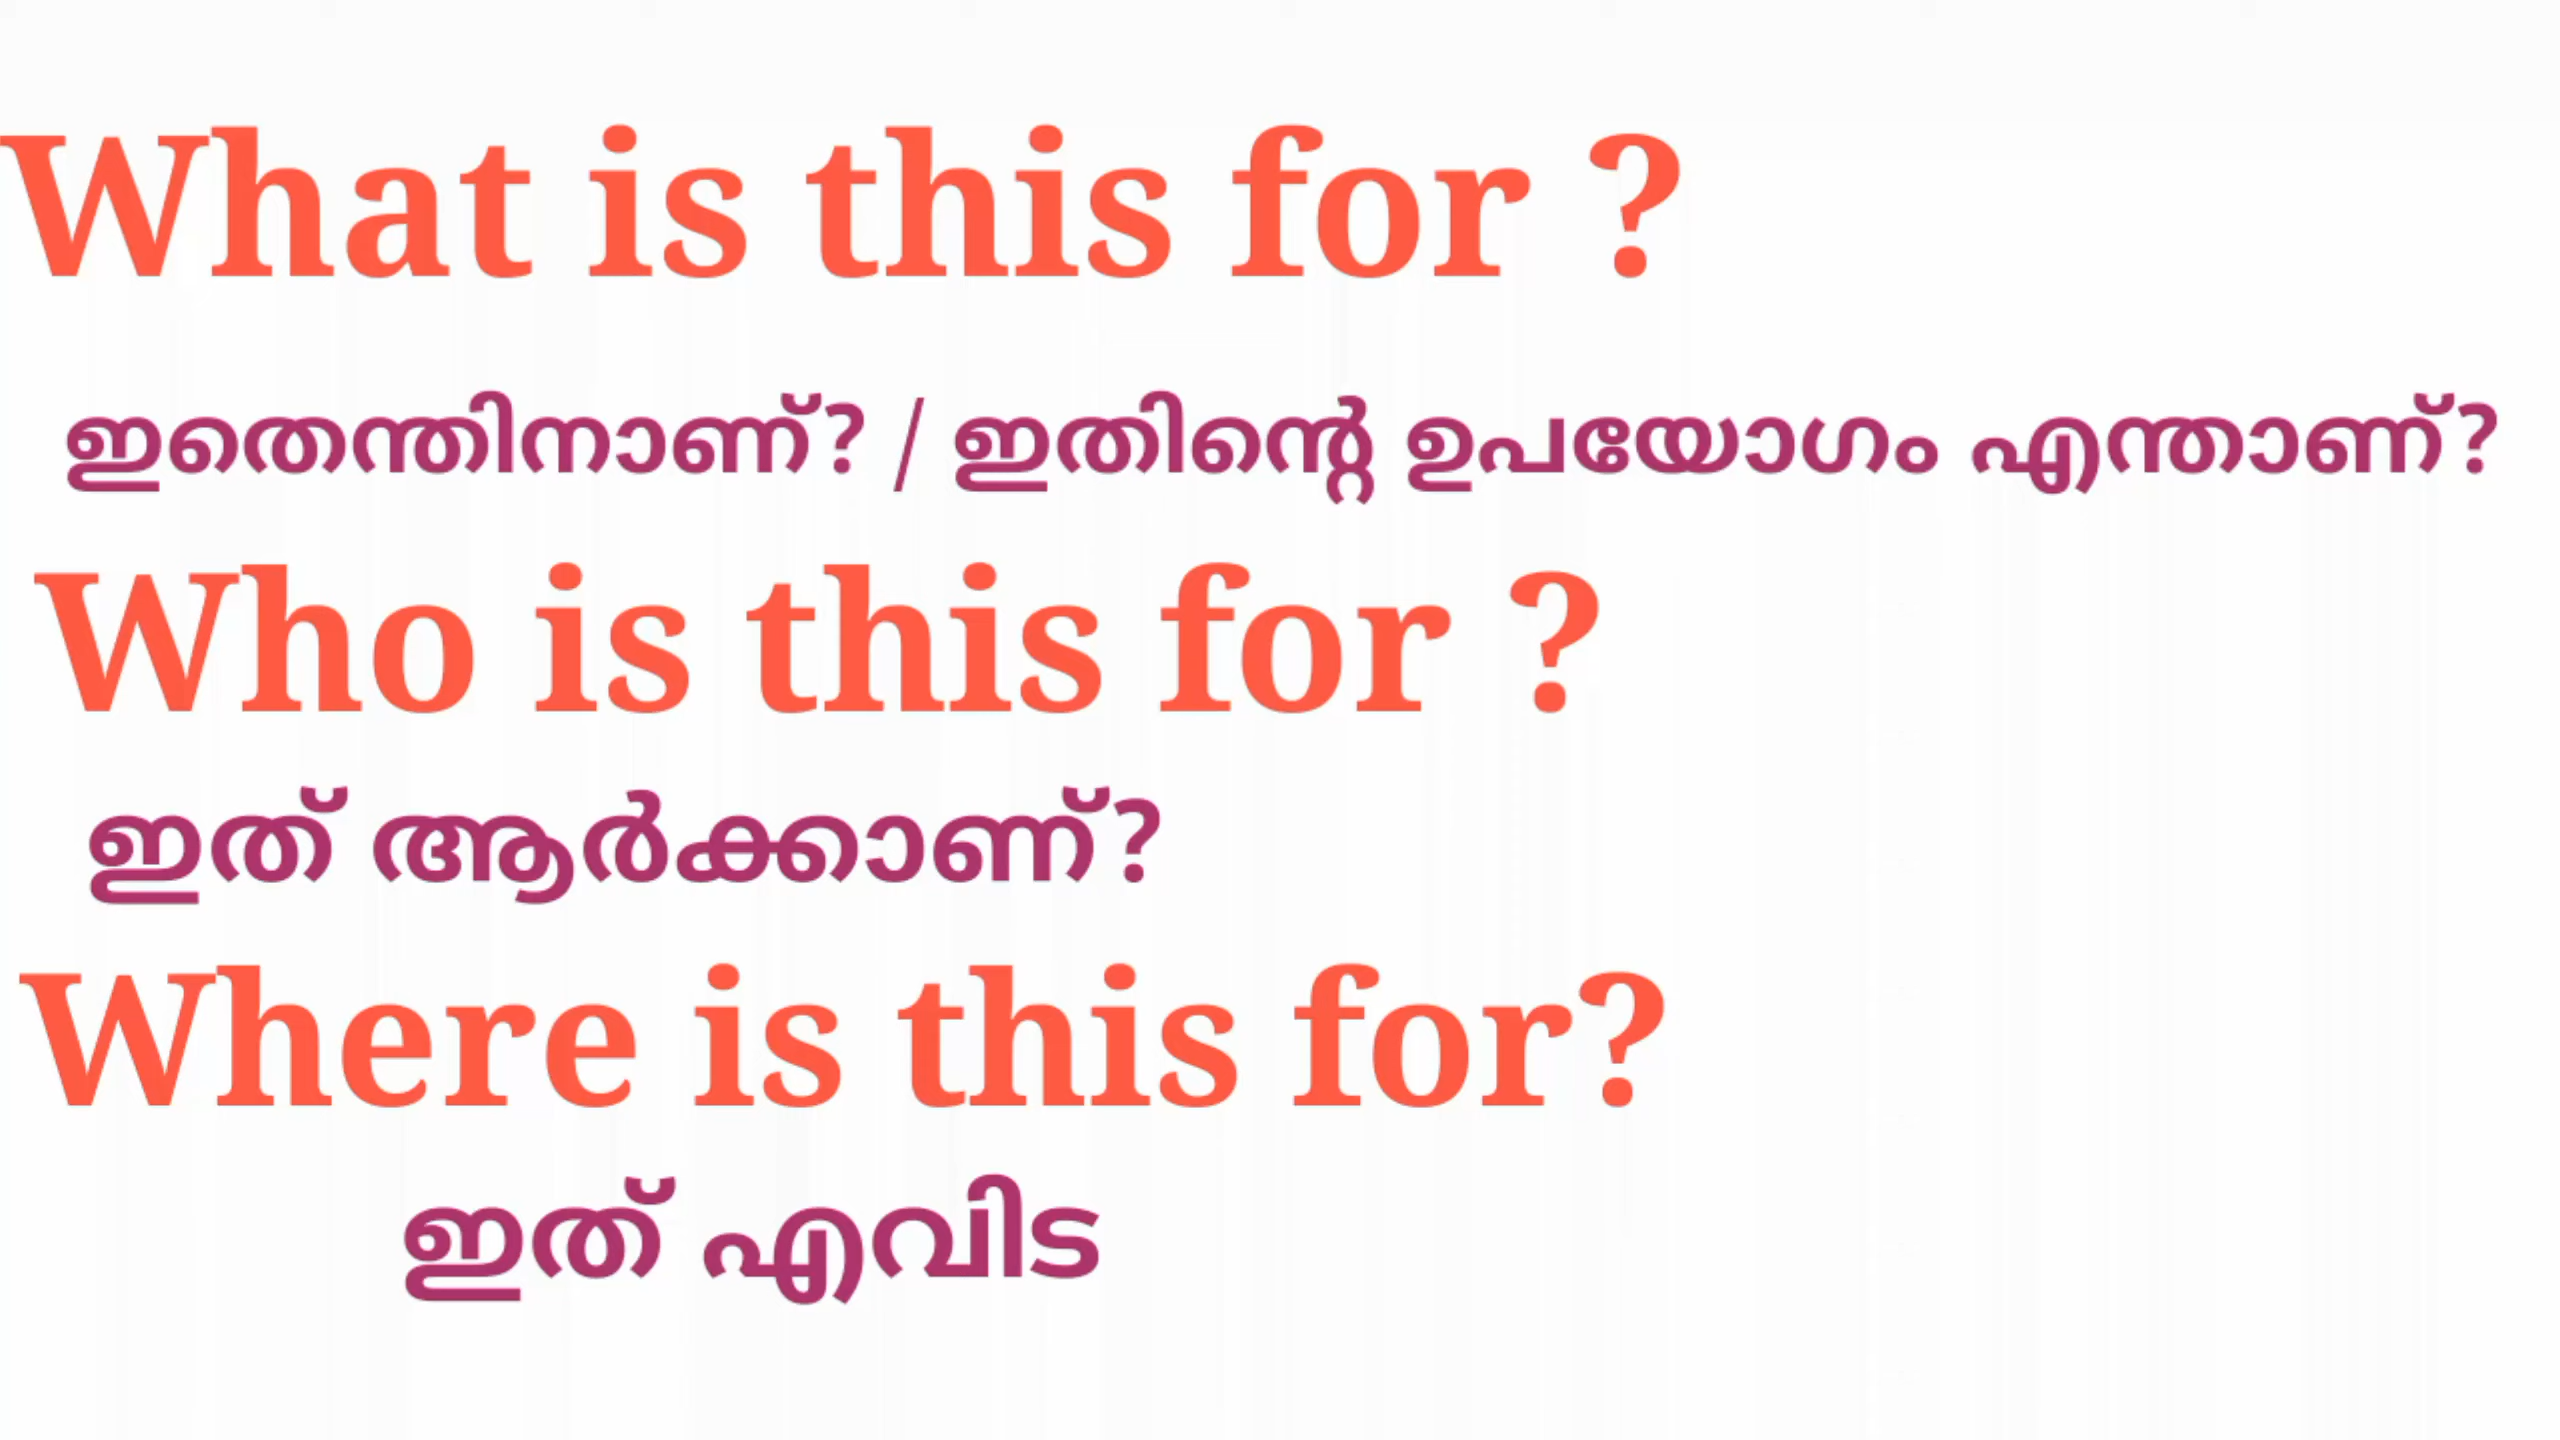 What is this for ?
ഇതെന്തിനാണ്? / ഇതിന്റെ ഉപയോഗം എന്താണ്?
Who is this for ?
ഇത് ആർക്കാണ്?
Where is this for?
ഇത് എവിട